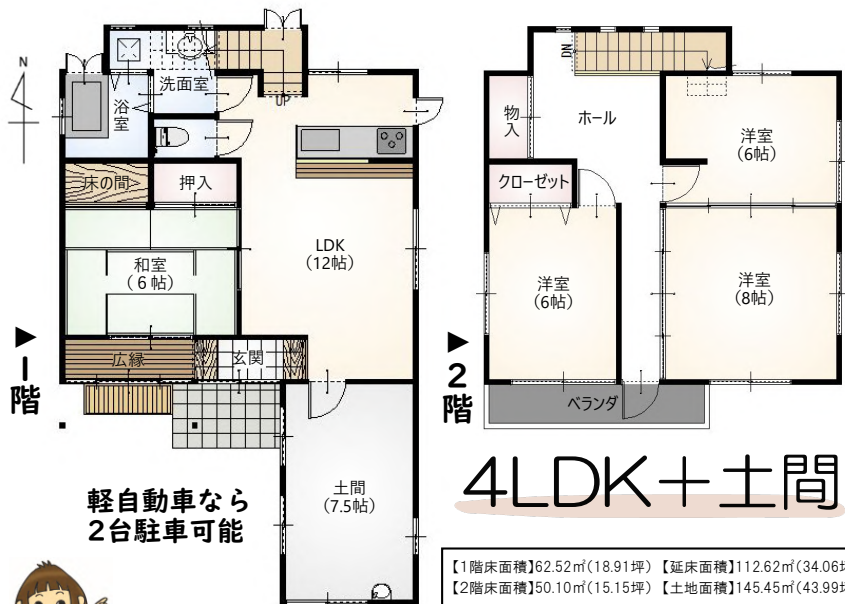 N
洗面室
浴室
UP
床の間
押入
LDK
(12帖)
和室
(6帖)
広縁
玄関
▶1階
土間
(7.5帖)
軽自動車なら
2台駐車可能
DN
物入
ホール
洋室
(6帖)
クローゼット
洋室
(6帖)
洋室
(8帖)
▶2階
ベランダ
4LDK+土間
【1階床面積】62.52㎡(18.91坪) 【延床面積】112.62㎡(34.06坪
【2階床面積】50.10㎡(15.15坪) 【土地面積】145.45㎡(43.99坪